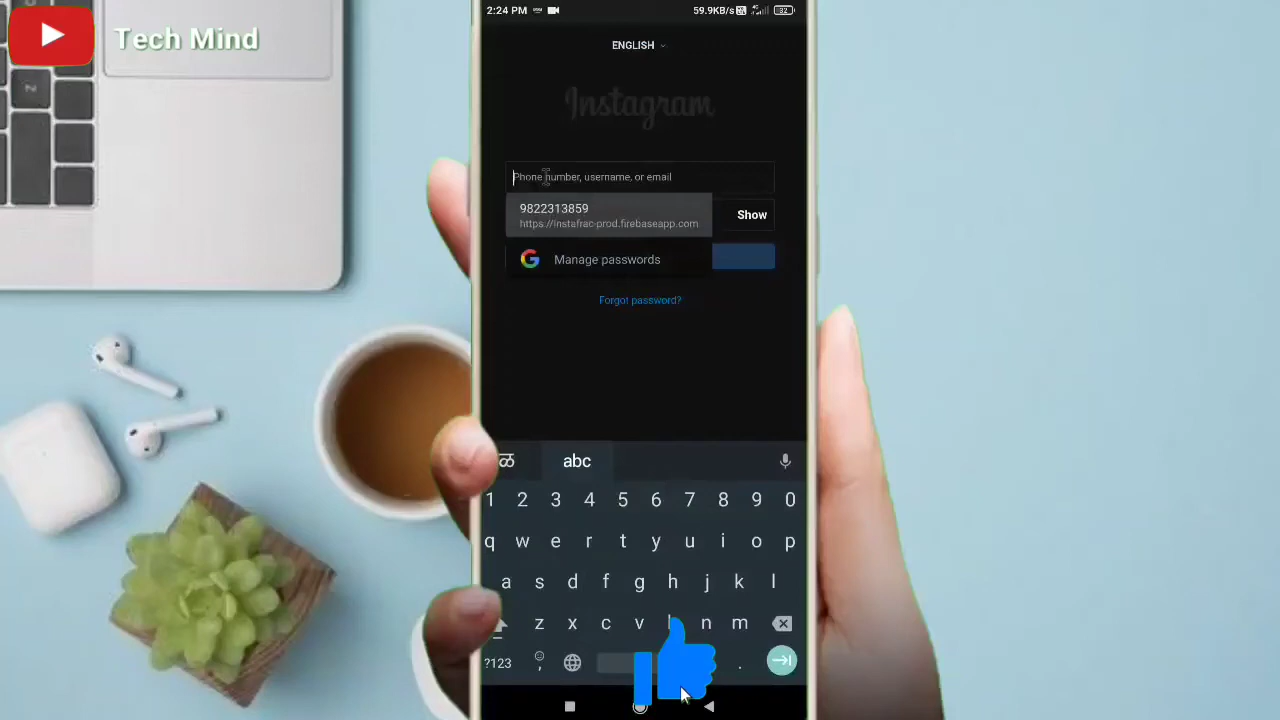 Tech Mind
2:24 PM
59.9KB/s
82
ENGLISH
Instagram
Phone number, username, or email
9822313859
https://instafrac-prod.firebaseapp.com
Show
Manage passwords
Forgot password?
abc
1 2 3 4 5 6 7 8 9 0
q w e r t y u i o p
a s d f g h j k l
z x c v n m
?123 , .